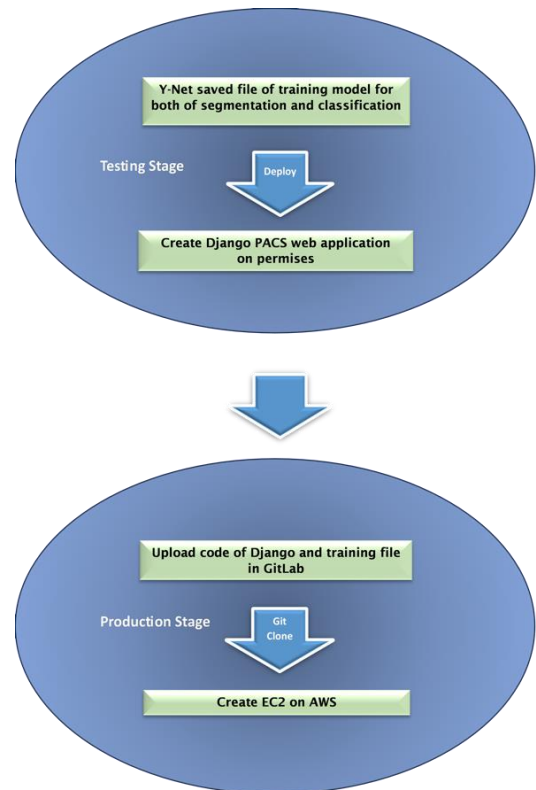 Y-Net saved file of training model for
both of segmentation and classification
Testing Stage
Deploy
Create Django PACS web application
on permises
Upload code of Django and training file
in GitLab
Production Stage
Git
Clone
Create EC2 on AWS